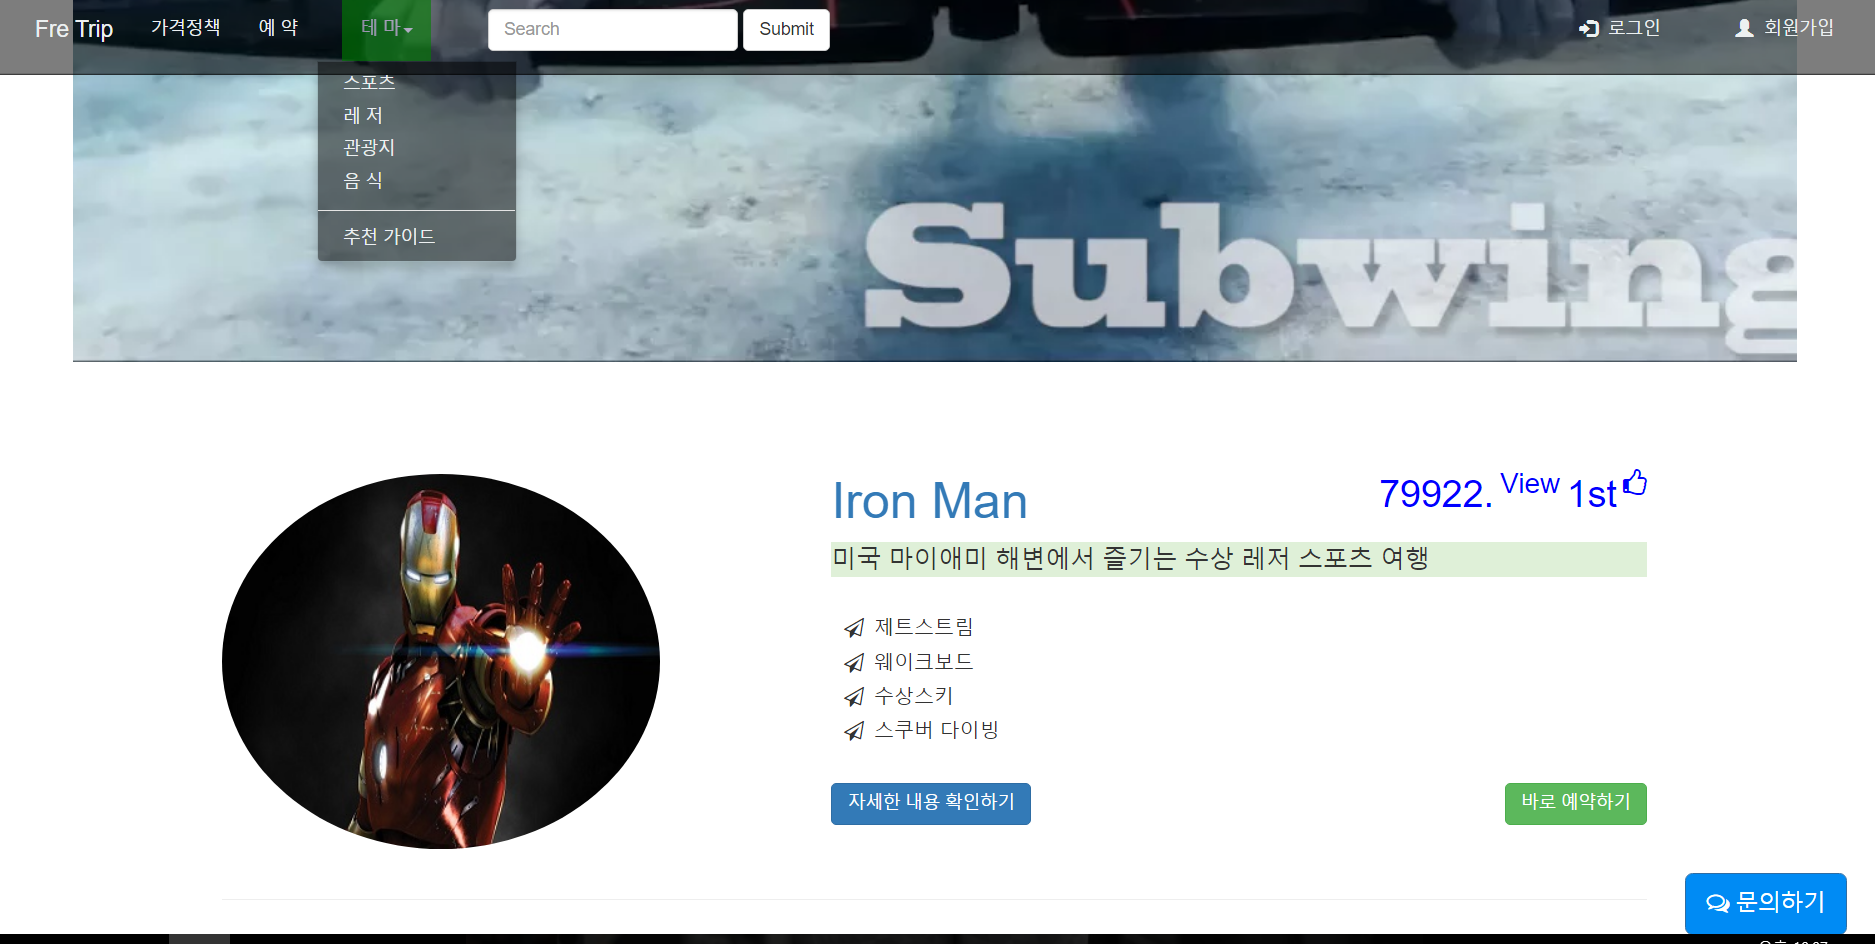 Fre Trip 가격정책 예 약 테 마 Search Submit 로그인 회원가입
스포츠
레 저
관광지
음 식
추천 가이드
Subwing
Iron Man 79922. View 1st
미국 마이애미 해변에서 즐기는 수상 레저 스포츠 여행
제트스트림
웨이크보드
수상스키
스쿠버 다이빙
자세한 내용 확인하기 바로 예약하기
문의하기